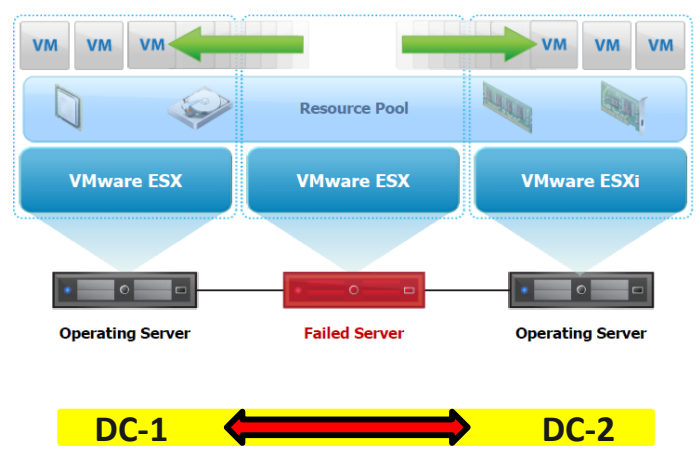 VM VM VM VM VM VM
Resource Pool
VMware ESX VMware ESX VMware ESXi
Operating Server Failed Server Operating Server
DC-1 DC-2